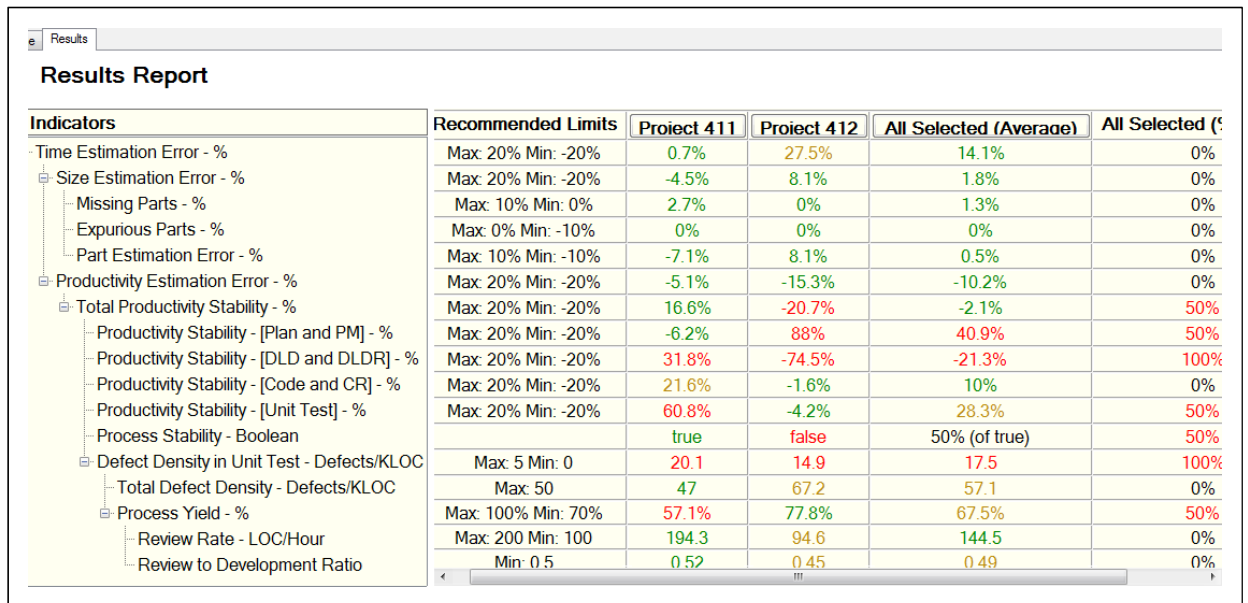 e Results
Results Report
Indicators Recommended Limits Project 411 Project 412 All Selected (Average) All Selected (%
Time Estimation Error - % Max: 20% Min: -20% 0.7% 27.5% 14.1% 0%
Size Estimation Error - % Max: 20% Min: -20% -4.5% 8.1% 1.8% 0%
Missing Parts - % Max: 10% Min: 0% 2.7% 0% 1.3% 0%
Expurious Parts - % Max: 0% Min: -10% 0% 0% 0% 0%
Part Estimation Error - % Max: 10% Min: -10% -7.1% 8.1% 0.5% 0%
Productivity Estimation Error - % Max: 20% Min: -20% -5.1% -15.3% -10.2% 0%
Total Productivity Stability - % Max: 20% Min: -20% 16.6% -20.7% -2.1% 50%
Productivity Stability - [Plan and PM] - % Max: 20% Min: -20% -6.2% 88% 40.9% 50%
Productivity Stability - [DLD and DLDR] - % Max: 20% Min: -20% 31.8% -74.5% -21.3% 100%
Productivity Stability - [Code and CR] - % Max: 20% Min: -20% 21.6% -1.6% 10% 0%
Productivity Stability - [Unit Test] - % Max: 20% Min: -20% 60.8% -4.2% 28.3% 50%
Process Stability - Boolean true false 50% (of true) 50%
Defect Density in Unit Test - Defects/KLOC Max: 5 Min: 0 20.1 14.9 17.5 100%
Total Defect Density - Defects/KLOC Max: 50 47 67.2 57.1 0%
Process Yield - % Max: 100% Min: 70% 57.1% 77.8% 67.5% 50%
Review Rate - LOC/Hour Max: 200 Min: 100 194.3 94.6 144.5 0%
Review to Development Ratio Min: 0.5 0.52 0.45 0.49 0%